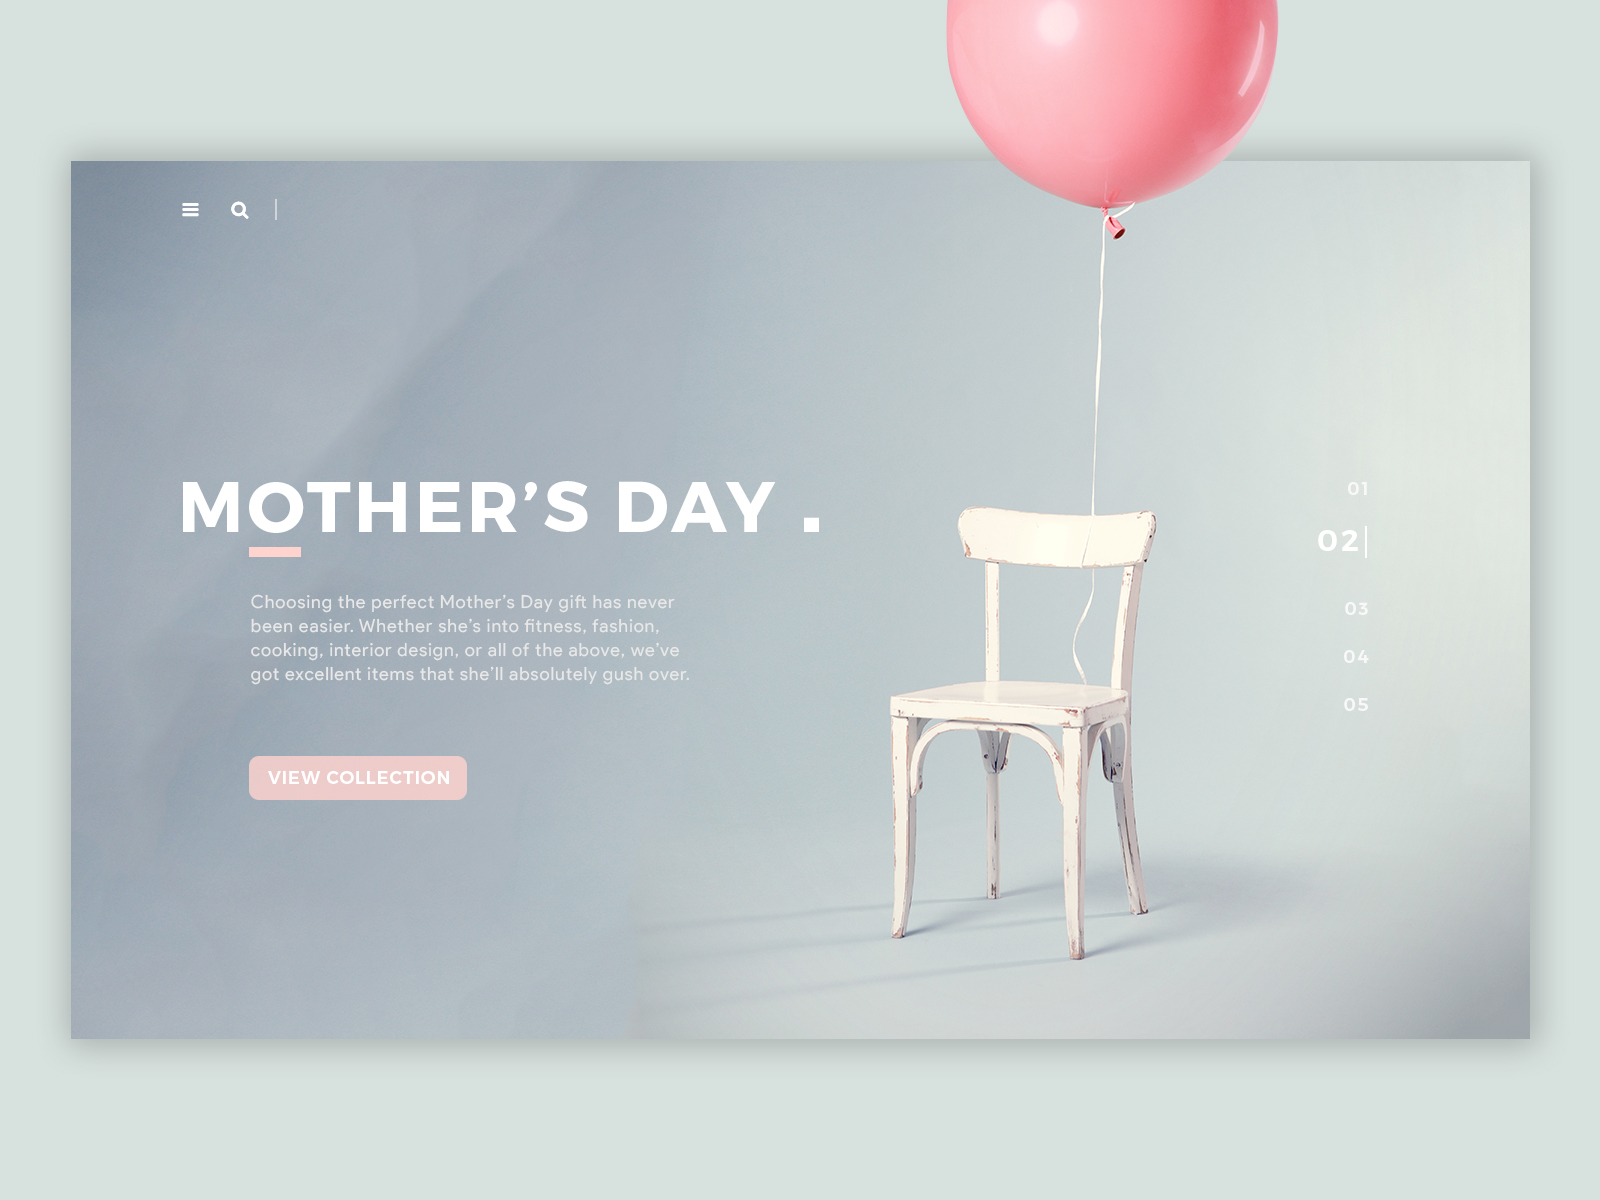 MOTHER’S DAY .
Choosing the perfect Mother’s Day gift has never
been easier. Whether she’s into fitness, fashion,
cooking, interior design, or all of the above, we’ve
got excellent items that she’ll absolutely gush over.
VIEW COLLECTION
01
02
03
04
05